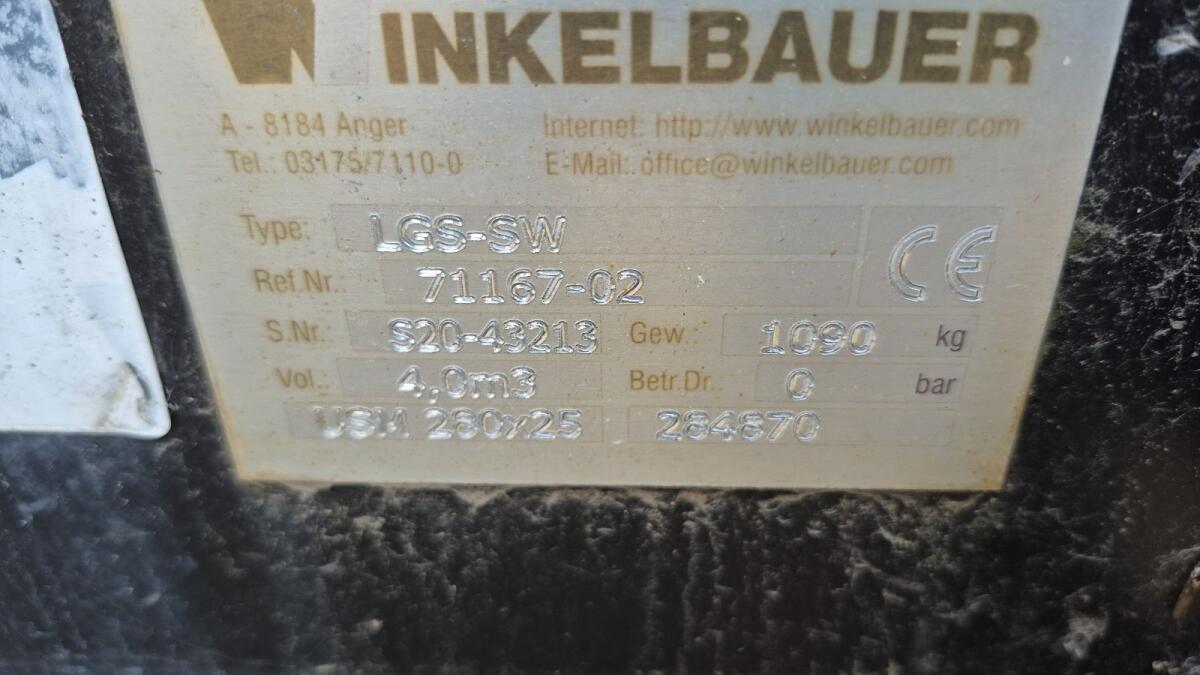 WINKELBAUER
A - 8184 Anger Internet: http://www.winkelbauer.com
Tel.: 03175/7110-0 E-Mail: office@winkelbauer.com
Type: LGS-SW CE
Ref.Nr.: 71167-02
S.Nr.: S20-43213 Gew.: 1090 kg
Vol.: 4,0m3 Betr.Dr.: 0 bar
USM 280x25 284870